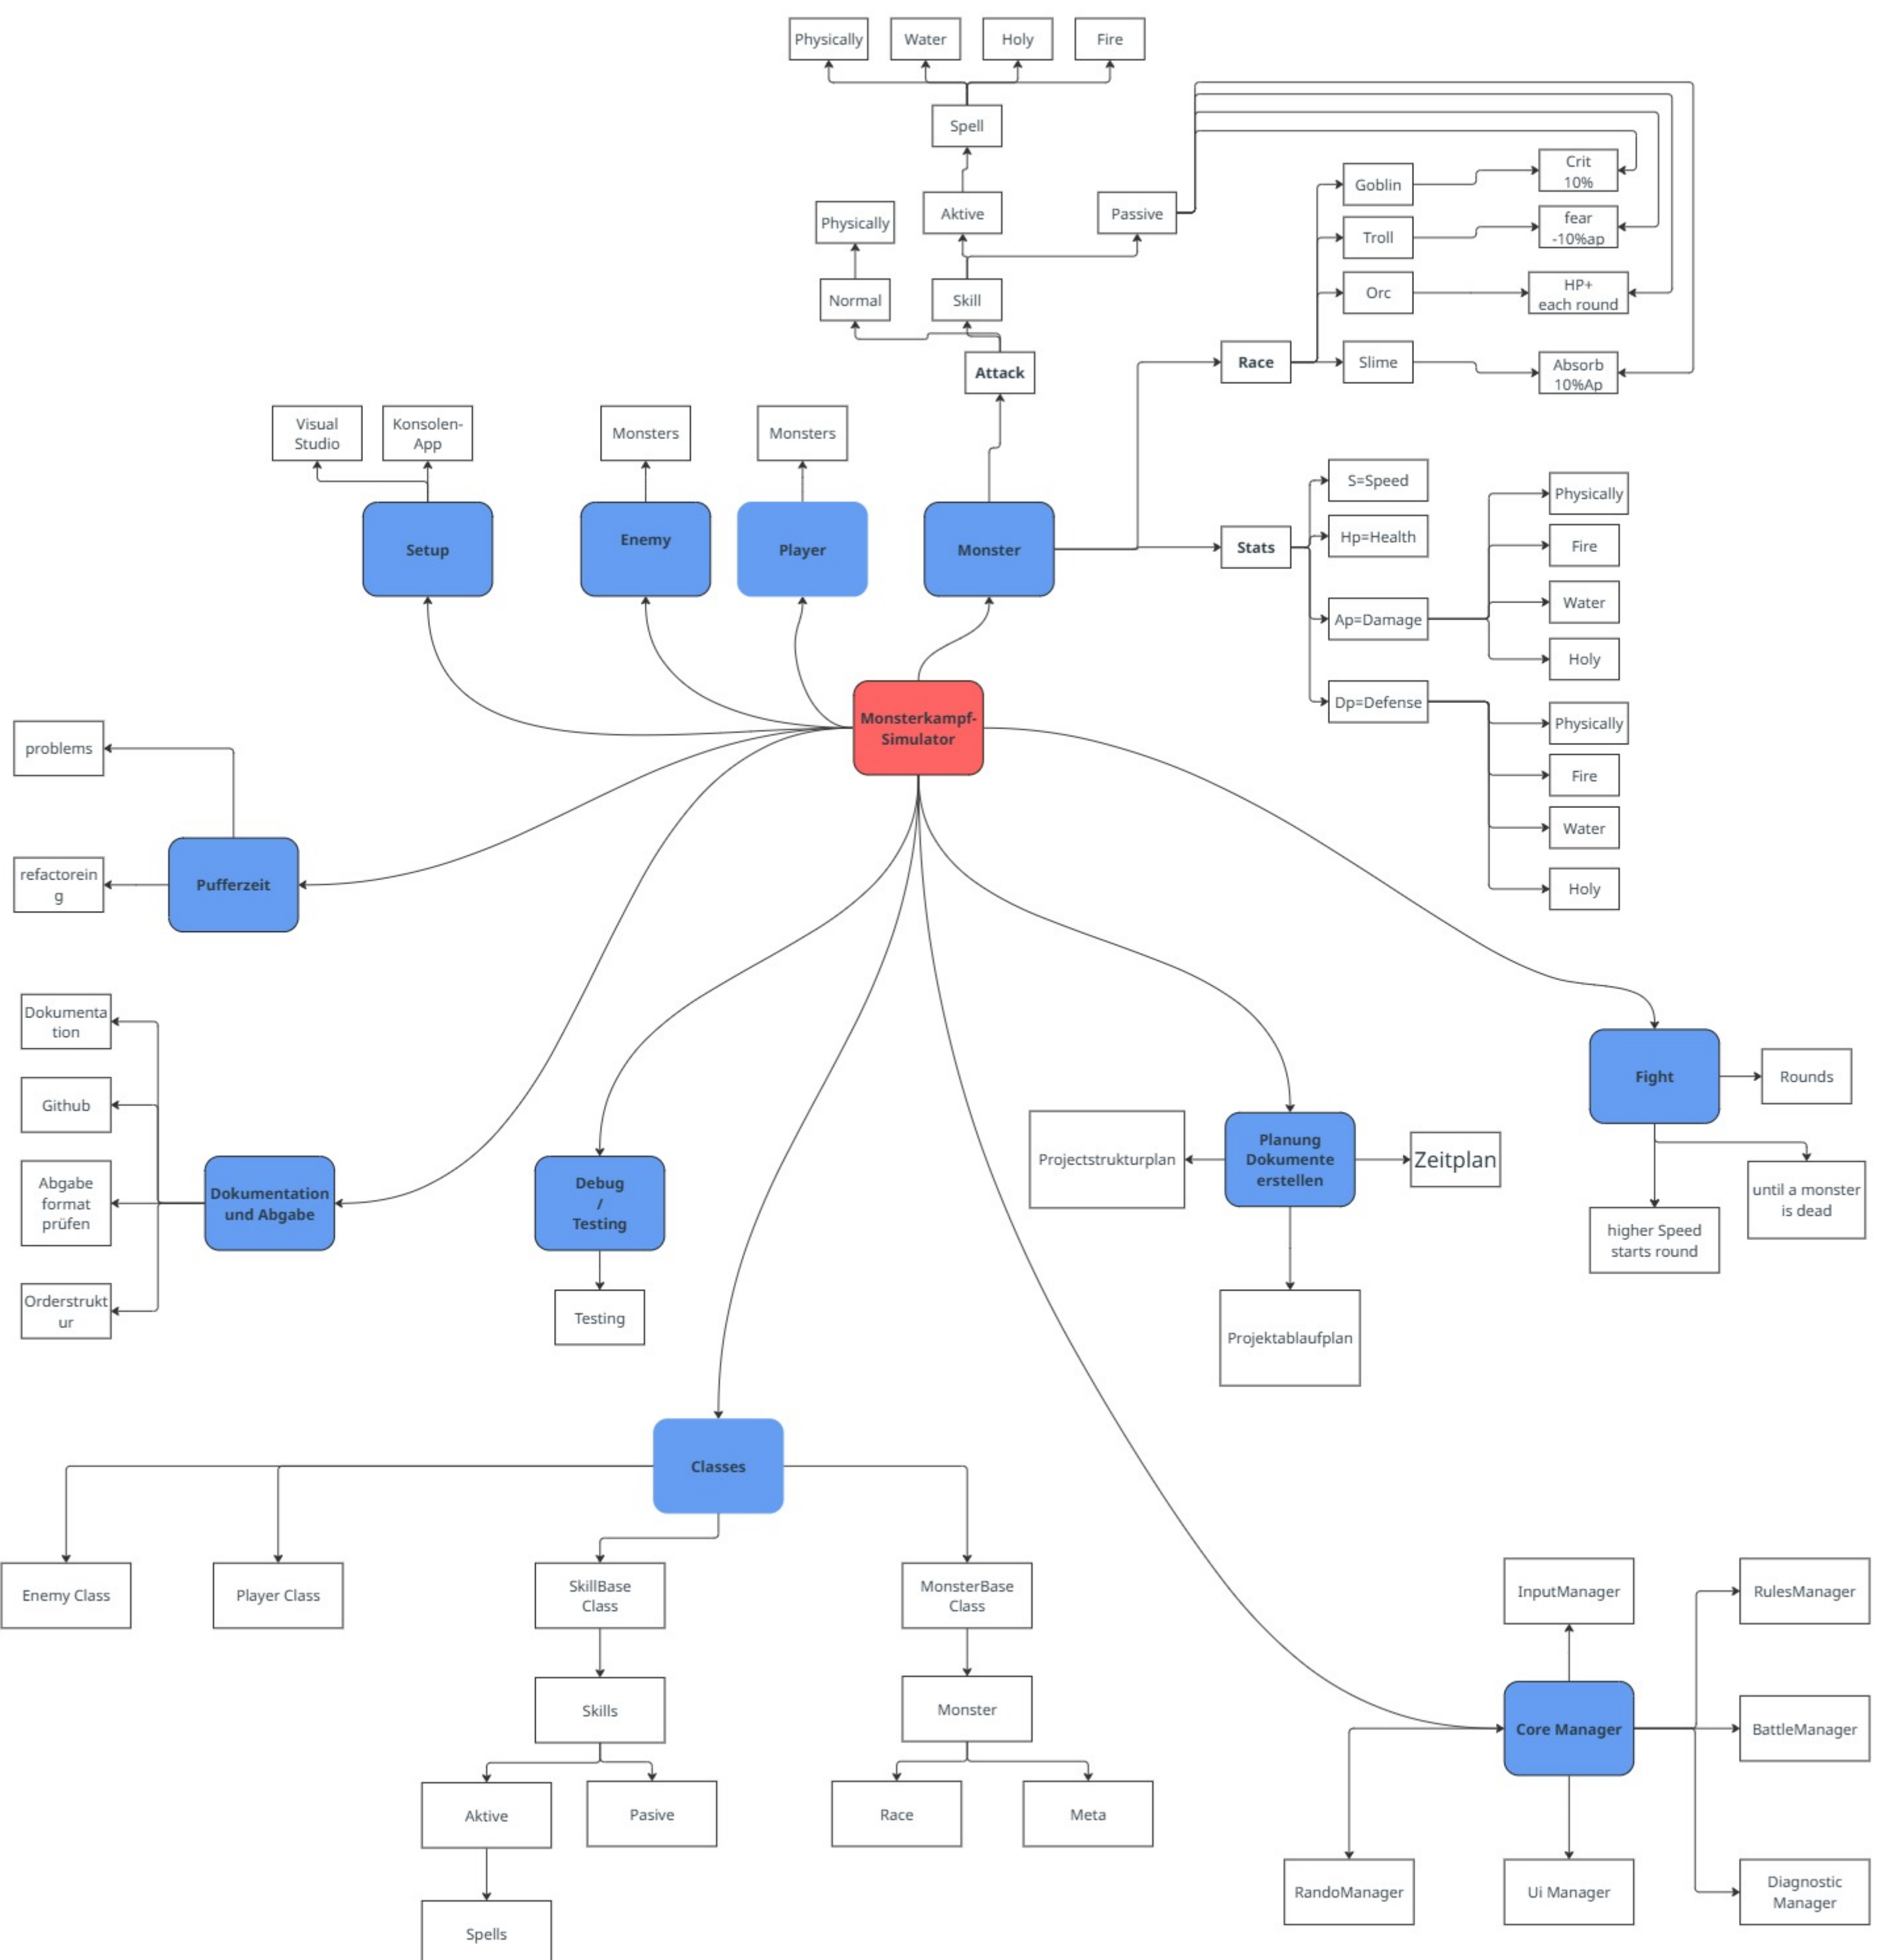 Physically
Water
Holy
Fire
Spell
Physically
Aktive
Passive
Normal
Skill
Attack
Goblin
Crit
10%
Troll
fear
-10%ap
Orc
HP+
each round
Race
Slime
Absorb
10%Ap
Visual
Studio
Konsolen-
App
Monsters
Monsters
Setup
Enemy
Player
Monster
Stats
S=Speed
Hp=Health
Ap=Damage
Physically
Fire
Water
Holy
Dp=Defense
Physically
Fire
Water
Holy
Monsterkampf-
Simulator
problems
refactorein
g
Pufferzeit
Dokumenta
tion
Github
Abgabe
format
prüfen
Orderstrukt
ur
Dokumentation
und Abgabe
Debug
/
Testing
Testing
Projectstrukturplan
Planung
Dokumente
erstellen
Zeitplan
Projektablaufplan
Fight
Rounds
higher Speed
starts round
until a monster
is dead
Classes
Enemy Class
Player Class
SkillBase
Class
MonsterBase
Class
Skills
Monster
Aktive
Pasive
Race
Meta
Spells
InputManager
RulesManager
Core Manager
BattleManager
RandoManager
Ui Manager
Diagnostic
Manager